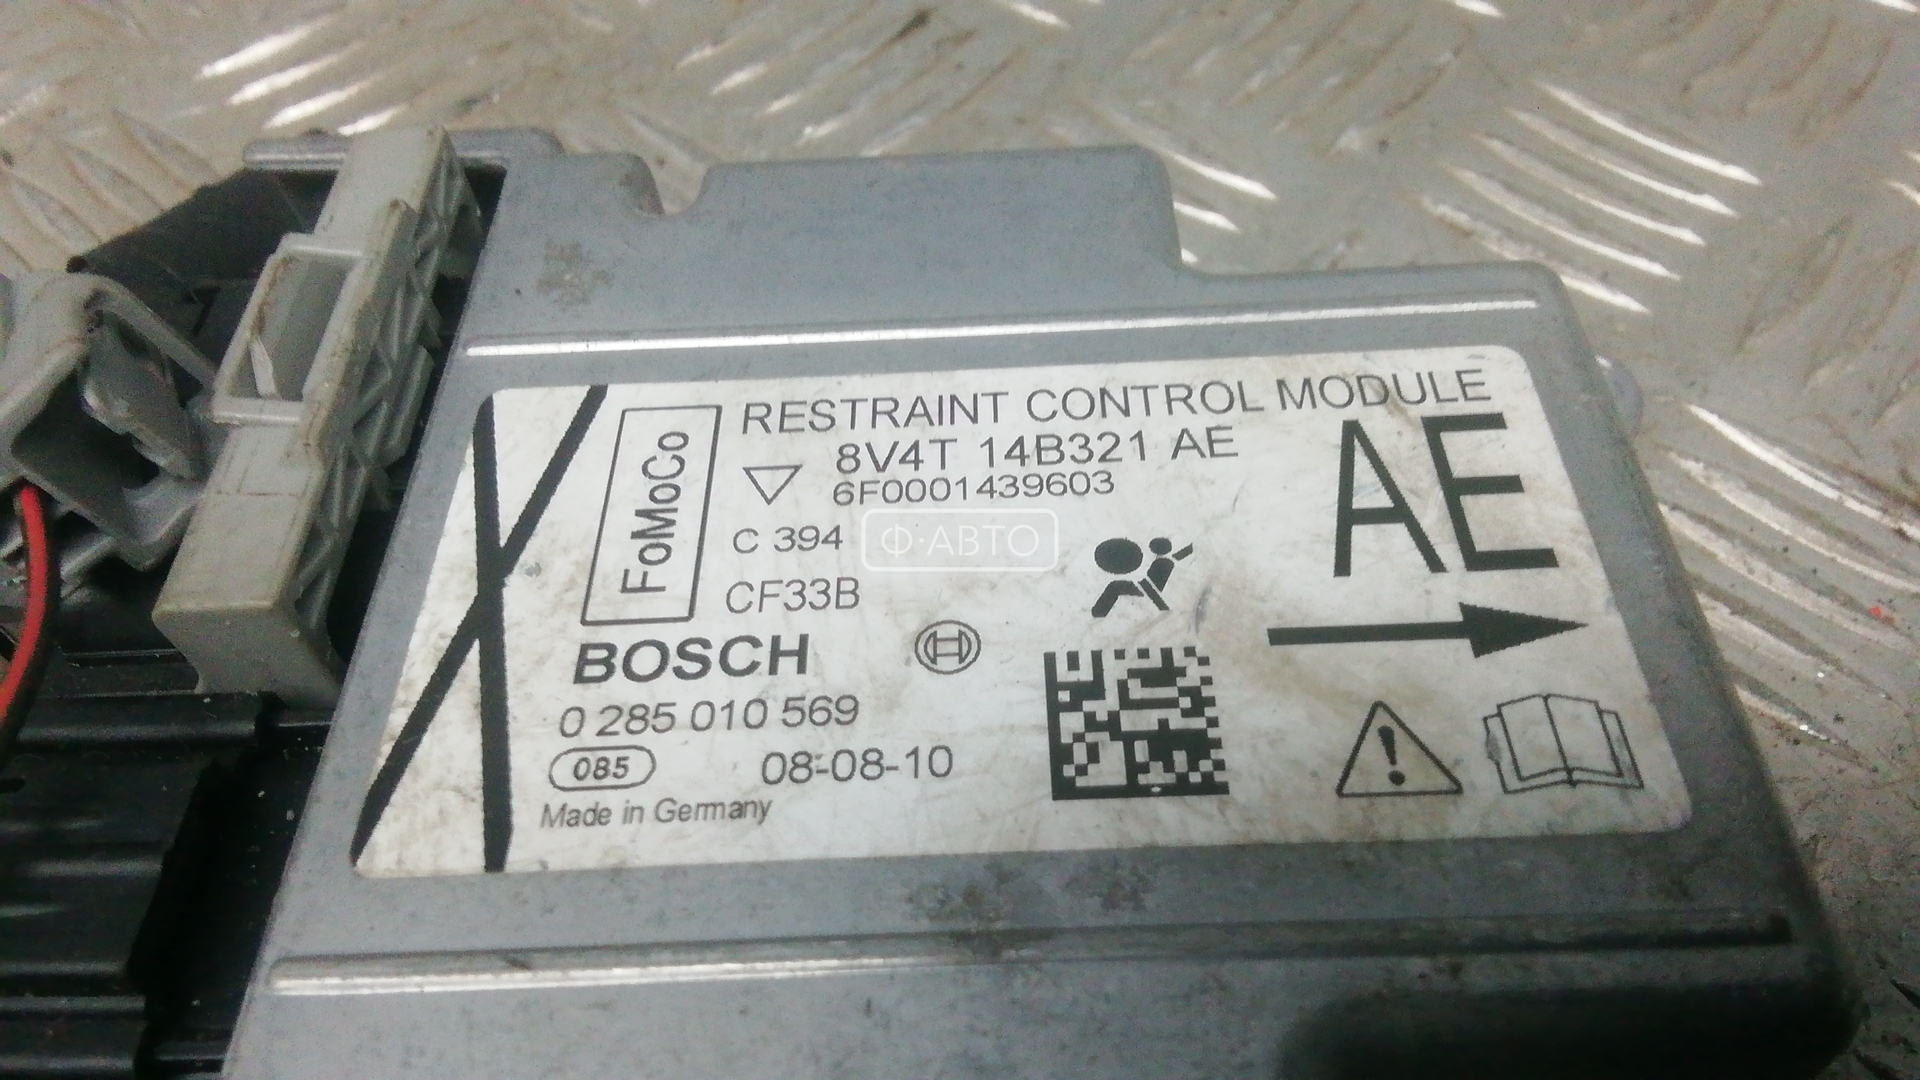 RESTRAINT CONTROL MODULE
8V4T 14B321 AE
6F0001439603
AE
FoMoCo
C 394
Ф·АВТО
CF33B
BOSCH
0 285 010 569
085
08-08-10
Made in Germany
X